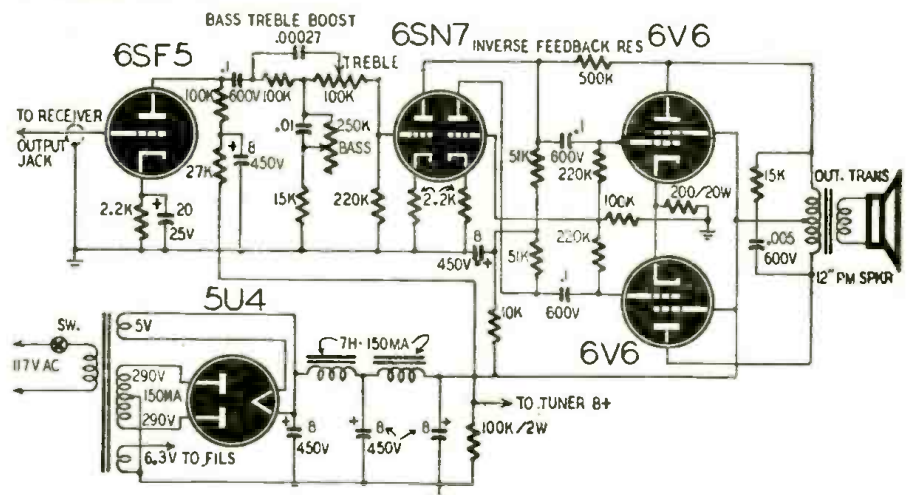 BASS TREBLE BOOST
.00027
6SF5
6SN7
INVERSE FEEDBACK RES
6V6
500K
TREBLE
.1
600V
100K
100K
100K
TO RECEIVER
OUTPUT
JACK
8
450V
27K
.01
250K
BASS
51K
.1
600V
220K
200/20W
15K
OUT. TRANS
2.2K
20
25V
15K
220K
2.2K
100K
220K
.005
600V
8
450V
51K
.1
600V
12" PM SPKR
5U4
SW.
5V
7H-150MA
10K
6V6
117V AC
290V
150MA
290V
8
450V
8
450V
8
TO TUNER B+
100K/2W
6.3V TO FILS